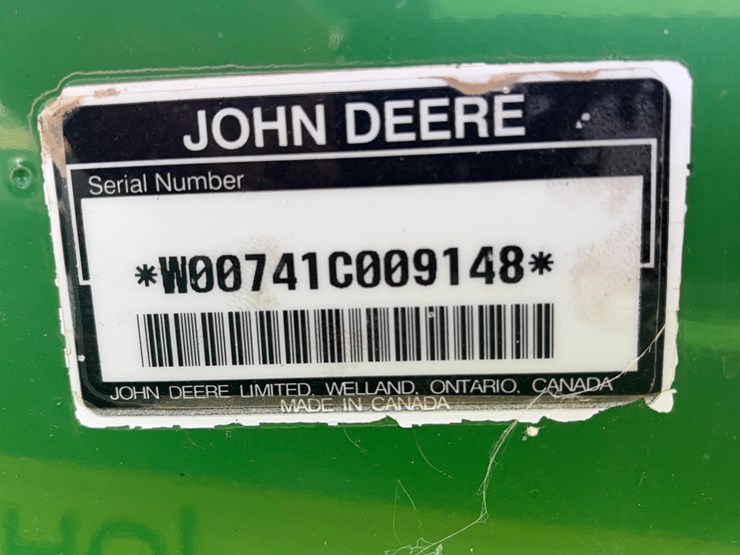 JOHN DEERE
Serial Number
*W00741C009148*
JOHN DEERE LIMITED, WELLAND, ONTARIO, CANADA
MADE IN CANADA